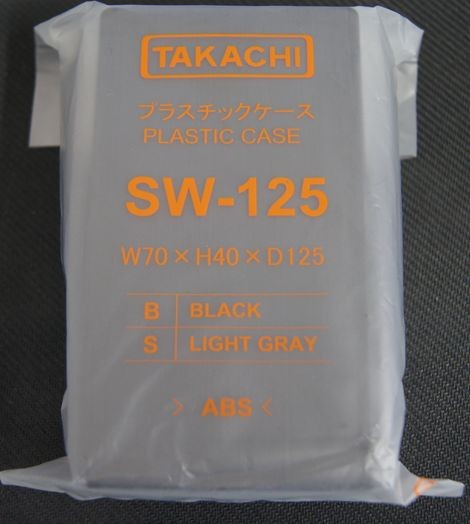 TAKACHI
プラスチックケース
PLASTIC CASE
SW-125
W70×H40×D125
B BLACK
S LIGHT GRAY
> ABS <